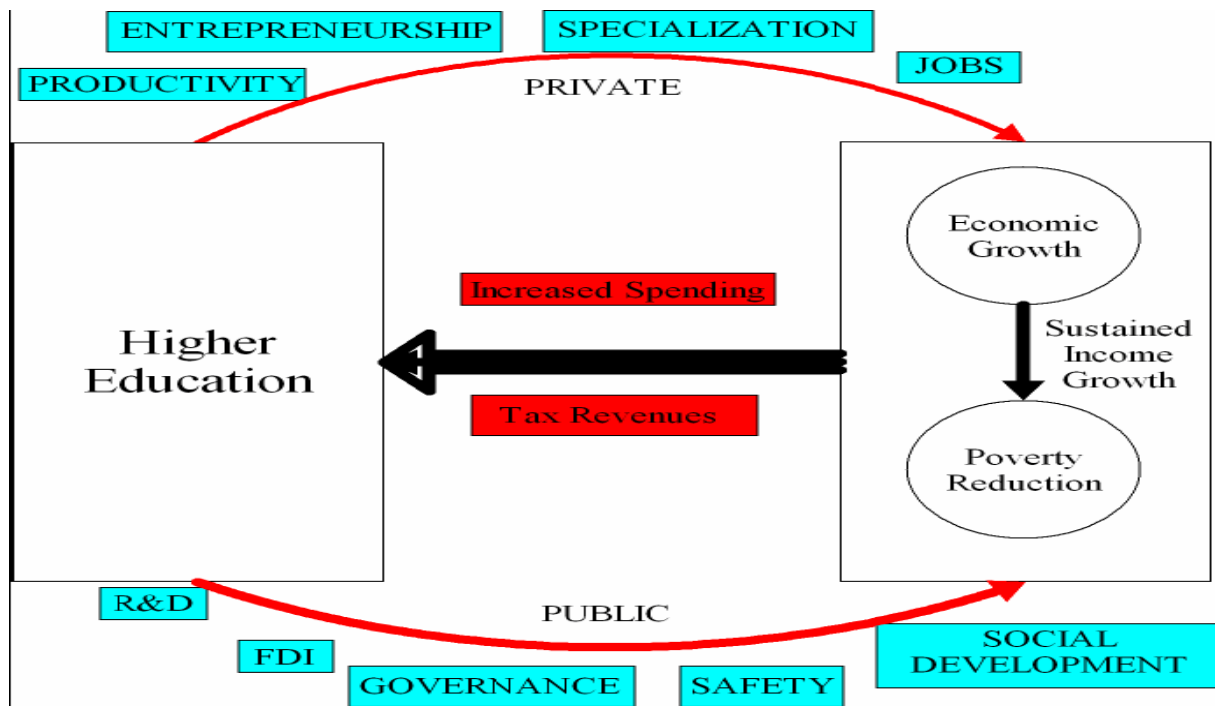 ENTREPRENEURSHIP
SPECIALIZATION
JOBS
PRODUCTIVITY
PRIVATE
Economic
Growth
Increased Spending
Higher
Education
Sustained
Income
Growth
Tax Revenues
Poverty
Reduction
R&D
PUBLIC
FDI
GOVERNANCE
SAFETY
SOCIAL
DEVELOPMENT